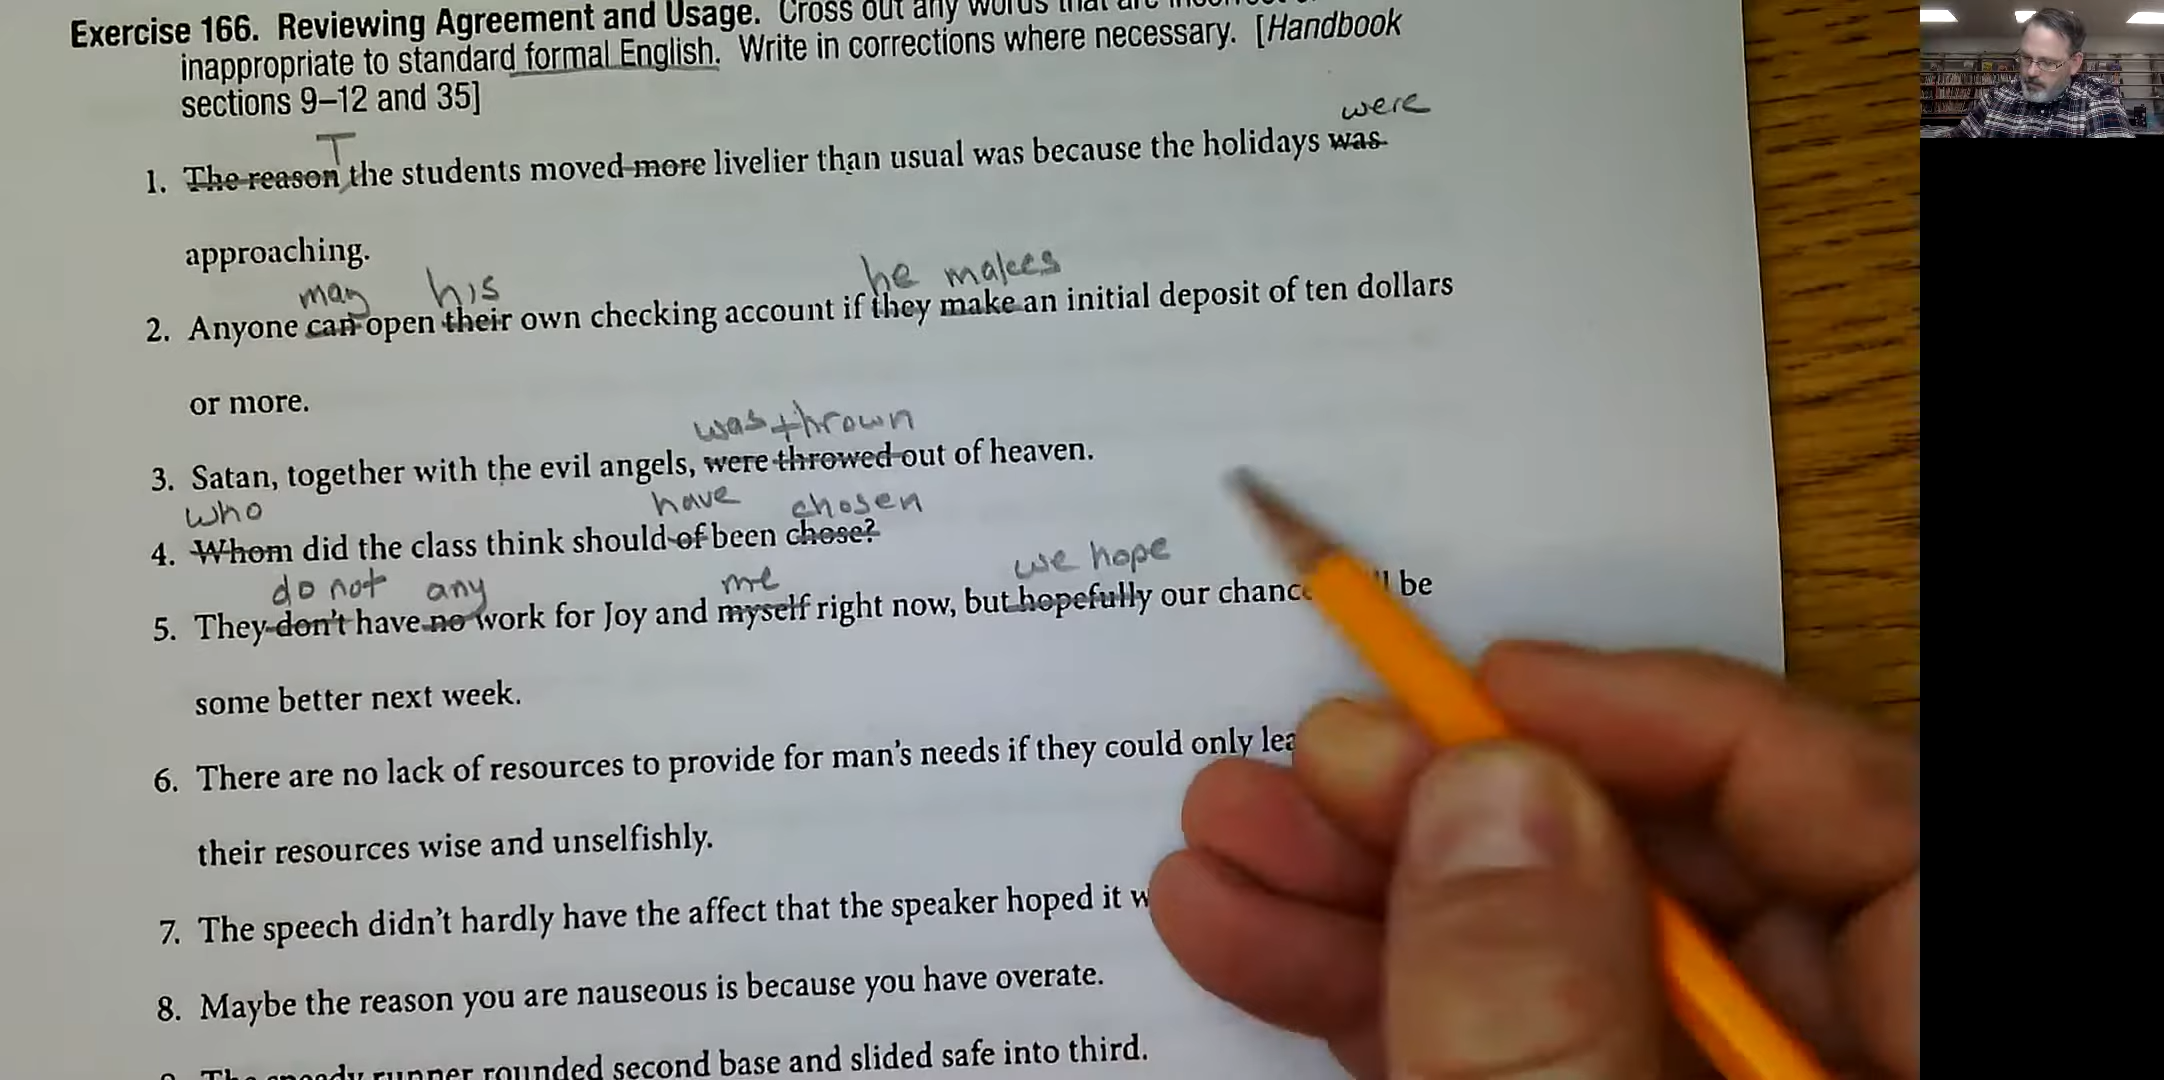 Exercise 166. Reviewing Agreement and Usage. Cross out any words that are
inappropriate to standard formal English. Write in corrections where necessary. [Handbook
sections 9–12 and 35]
were
T
1. The reason the students moved more livelier than usual was because the holidays was
approaching.
may his he makes
2. Anyone can open their own checking account if they make an initial deposit of ten dollars
or more.
was thrown
3. Satan, together with the evil angels, were throwed out of heaven.
who have chosen
4. Whom did the class think should of been chose?
do not any me we hope
5. They don't have no work for Joy and myself right now, but hopefully our be
some better next week.
6. There are no lack of resources to provide for man's needs if they could only
their resources wise and unselfishly.
7. The speech didn't hardly have the affect that the speaker hoped it
8. Maybe the reason you are nauseous is because you have overate.
The speedy runner rounded second base and slided safe into third.